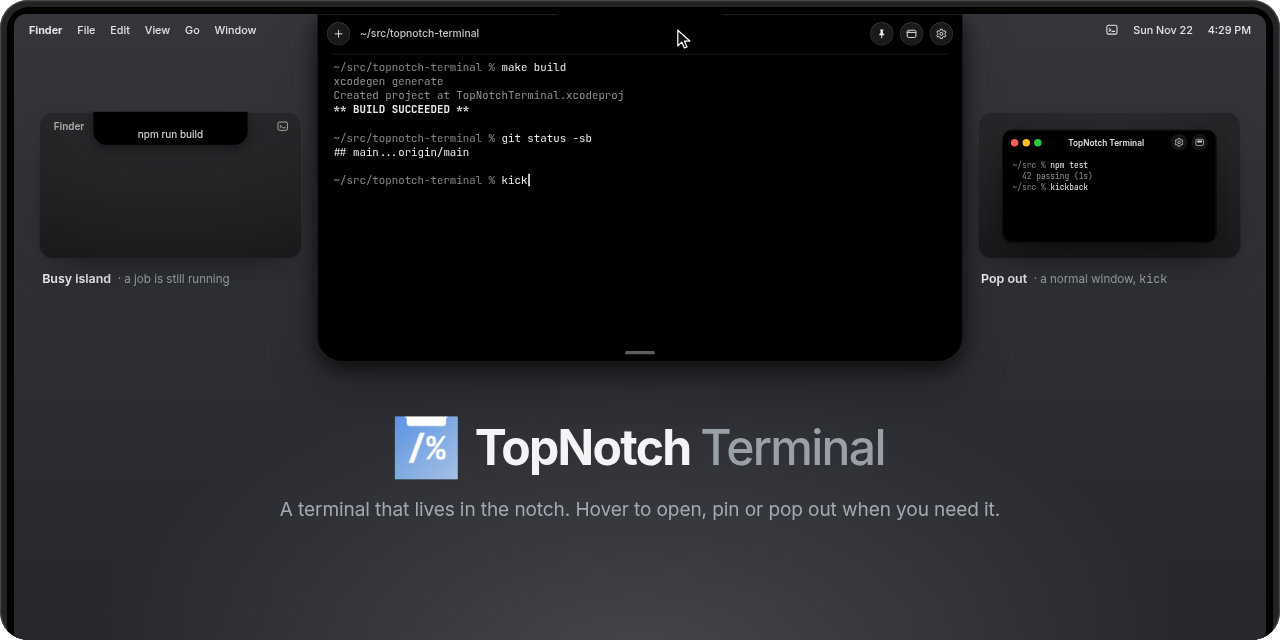 Finder File Edit View Go Window
Sun Nov 22 4:29 PM
~/src/topnotch-terminal
~/src/topnotch-terminal % make build
xcodegen generate
Created project at TopNotchTerminal.xcodeproj
** BUILD SUCCEEDED **
~/src/topnotch-terminal % git status -sb
## main...origin/main
~/src/topnotch-terminal % kick
Finder
npm run build
Busy island · a job is still running
TopNotch Terminal
~/src % npm test
42 passing (1s)
~/src % kickback
Pop out · a normal window, kick
/%
TopNotch Terminal
A terminal that lives in the notch. Hover to open, pin or pop out when you need it.